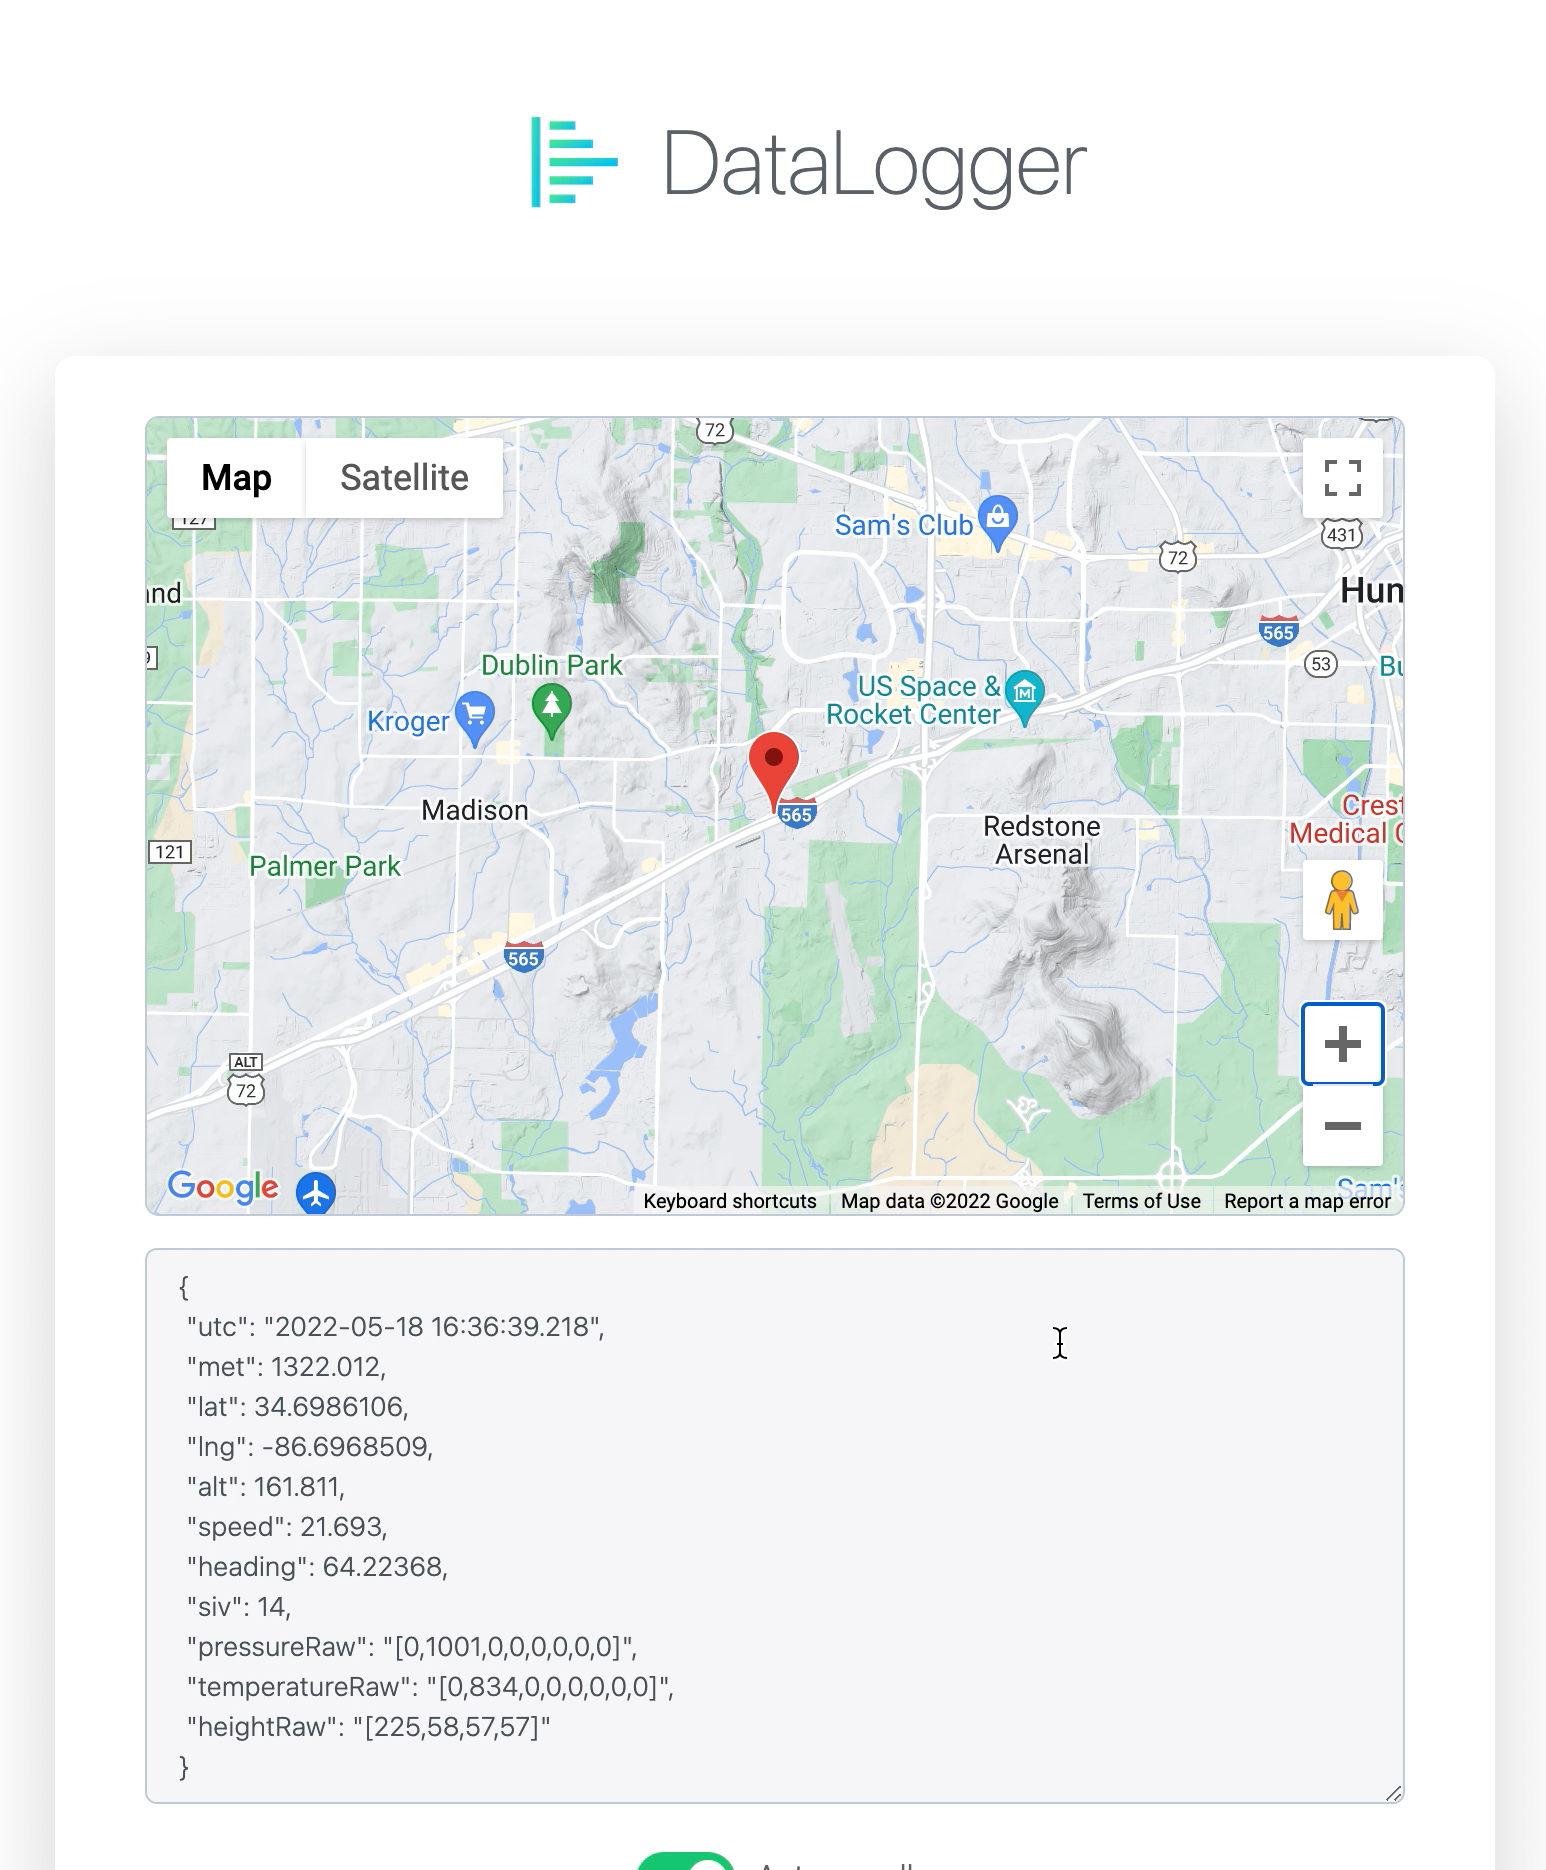 DataLogger
72
Map Satellite
127
Sam's Club
431
72
Hun
565
53
Dublin Park
US Space &
Rocket Center
Kroger
565
Madison
Redstone
Arsenal
Crest
Medical C
121
Palmer Park
565
ALT
72
Google
Sam's
Keyboard shortcuts Map data ©2022 Google Terms of Use Report a map error
{
"utc": "2022-05-18 16:36:39.218",
"met": 1322.012,
"lat": 34.6986106,
"lng": -86.6968509,
"alt": 161.811,
"speed": 21.693,
"heading": 64.22368,
"siv": 14,
"pressureRaw": "[0,1001,0,0,0,0,0,0]",
"temperatureRaw": "[0,834,0,0,0,0,0,0]",
"heightRaw": "[225,58,57,57]"
}